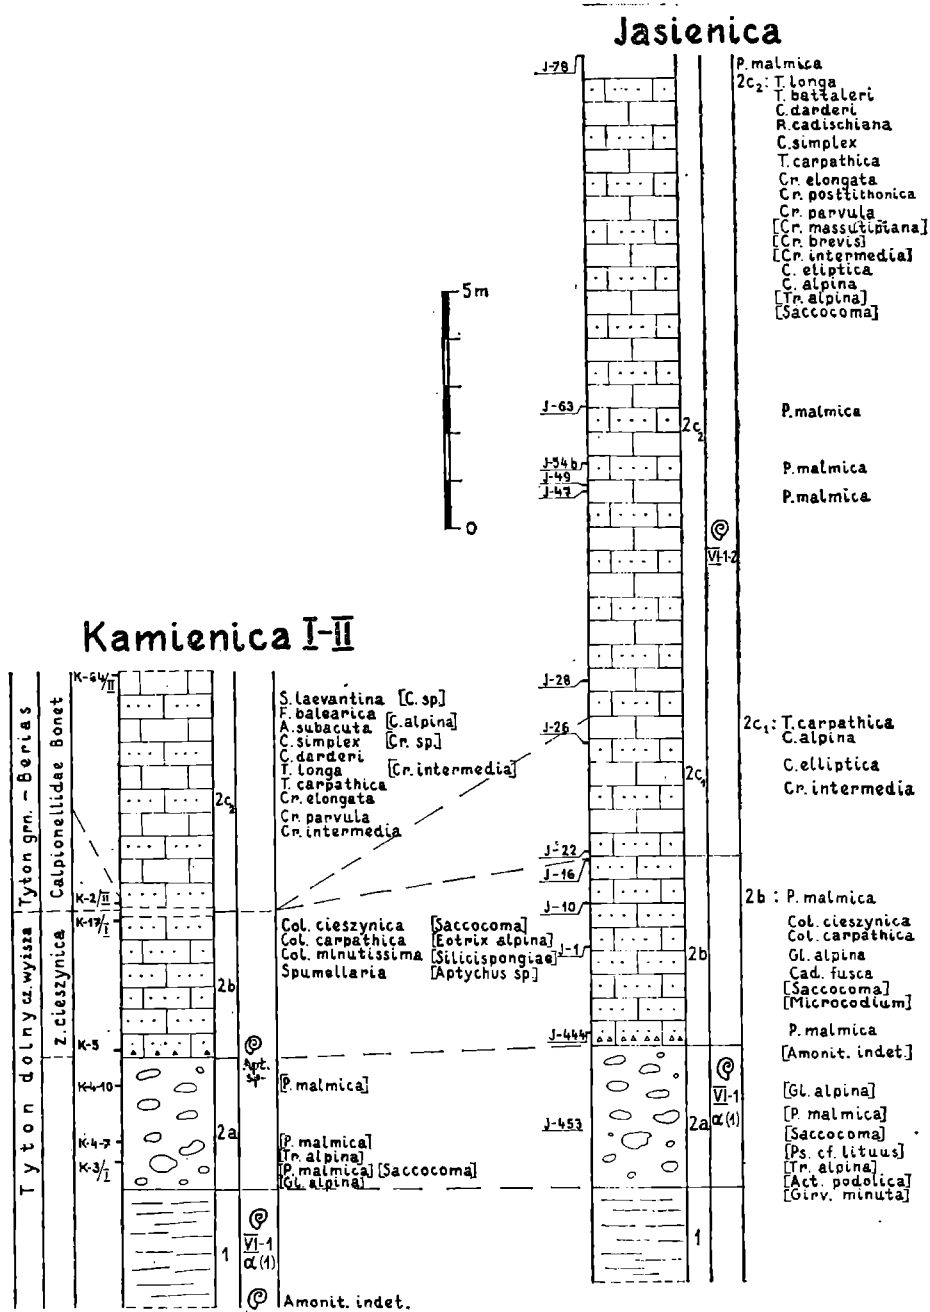 Jasienica
J-78
P. malmica
2c₂: T. longa
T. battaleri
C. darderi
R. cadischiana
C. simplex
T. carpathica
Cr. elongata
Cr. posttithonica
Cr. parvula
[Cr. massutipiana]
[Cr. brevis]
[Cr. intermedia]
C. eliptica
C. alpina
[Tr. alpina]
[Saccocoma]
5m
0
J-63
P. malmica
2c₂
J-54b
P. malmica
J-49
J-47
P. malmica
VI-1-2
J-28
J-26
2c₁: T. carpathica
C. alpina
C. elliptica
Cr. intermedia
2c₁
J-22
J-16
J-10
2b: P. malmica
Col. cieszynica
Col. carpathica
Gl. alpina
Cad. fusca
[Saccocoma]
[Microcodium]
J-1
2b
J-444
P. malmica
[Amonit. indet.]
VI-1
α(1)
2a
J-453
[Gl. alpina]
[P. malmica]
[Saccocoma]
[Ps. cf. lituus]
[Tr. alpina]
[Act. podolica]
[Girv. minuta]
1
Kamienica I-II
Tyton grn. - Berias
Calpionellidae Bonet
Tyton dolny cz. wyższa
Z. cieszynica
K-64/II
S. laevantina [C. sp.]
F. balearica [C. alpina]
A. subacuta
C. simplex [Cr. sp.]
C. darderi
T. longa [Cr. intermedia]
T. carpathica
Cr. elongata
Cr. parvula
Cr. intermedia
2c₂
K-2/II
K-17/I
Col. cieszynica [Saccocoma]
Col. carpathica [Eotrix alpina]
Col. minutissima [Silicispongiae]
Spumellaria [Aptychus sp]
2b
K-5
Apt. sp.
K-4-10
[P. malmica]
2a
K-4-7
[P. malmica]
[Tr. alpina]
K-3/I
[P. malmica] [Saccocoma]
[Gl. alpina]
1
VI-1
α(1)
Amonit. indet.